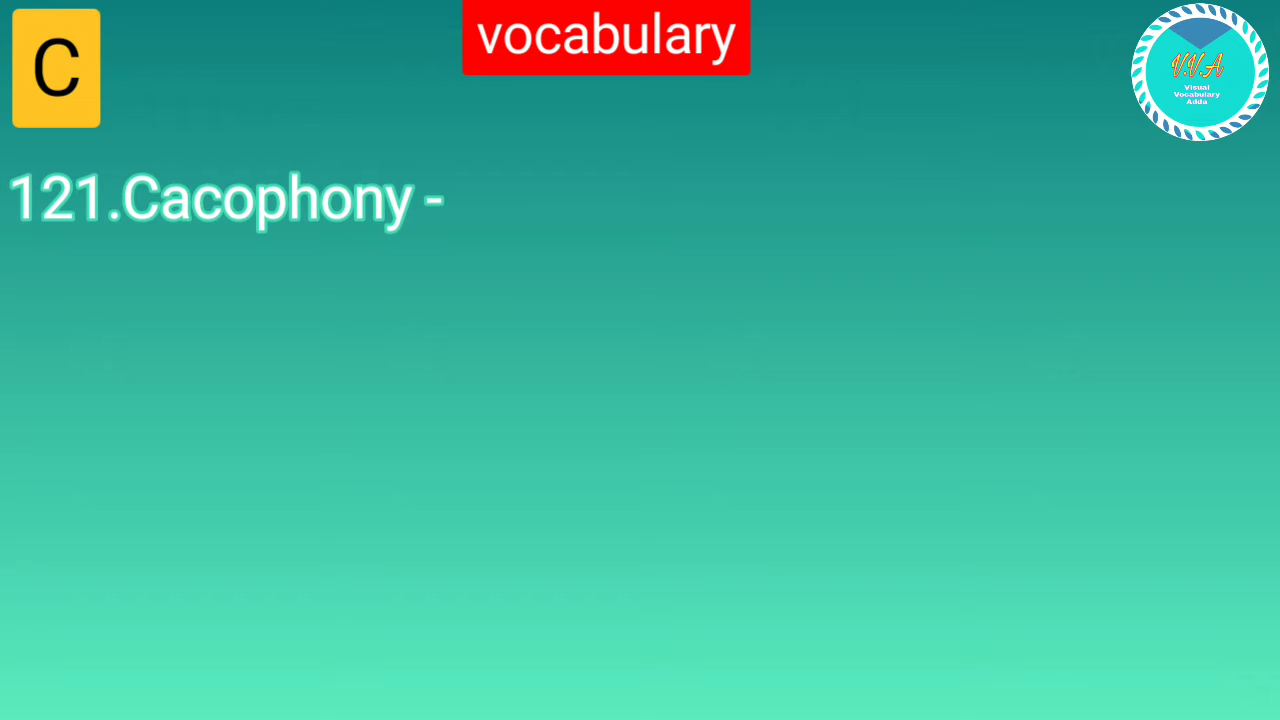 C
vocabulary
V.V.A
Visual
Vocabulary
Adda
121.Cacophony -